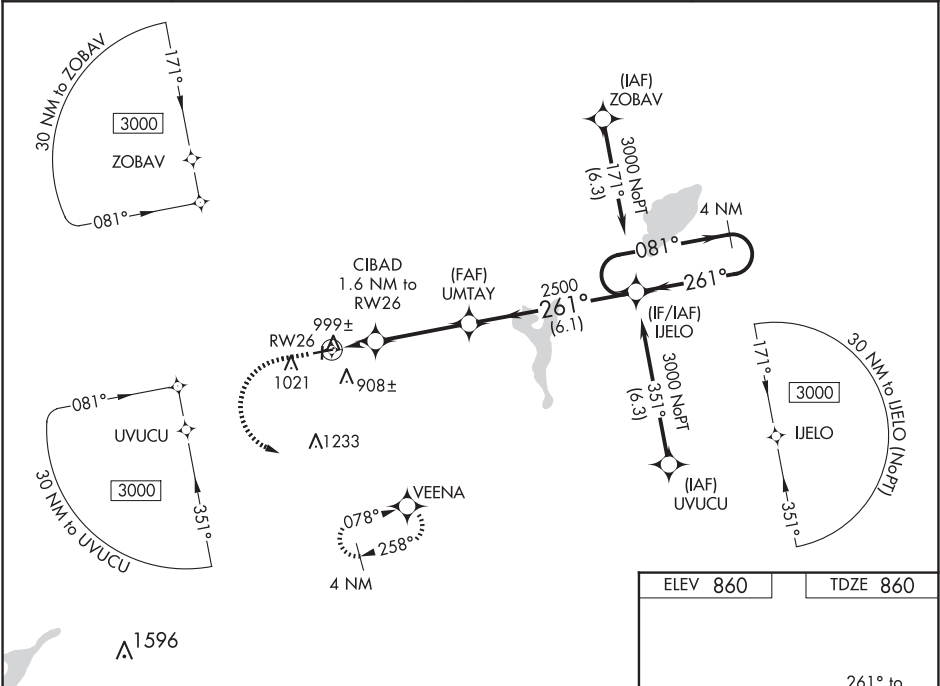 30 NM to ZOBAV
171°
3000
ZOBAV
081°
(IAF)
ZOBAV
3000 NoPT
171°
(6.3)
4 NM
081°
261°
CIBAD
1.6 NM to
RW26
(FAF)
UMTAY
2500
261°
(6.1)
(IF/IAF)
IJELO
RW26
999±
1021
908±
1233
3000 NoPT
351°
(6.3)
(IAF)
UVUCU
171°
30 NM to IJELO (NoPT)
3000
IJELO
351°
081°
UVUCU
3000
351°
30 NM to UVUCU
VEENA
078°
258°
4 NM
1596
ELEV 860
TDZE 860
261° to